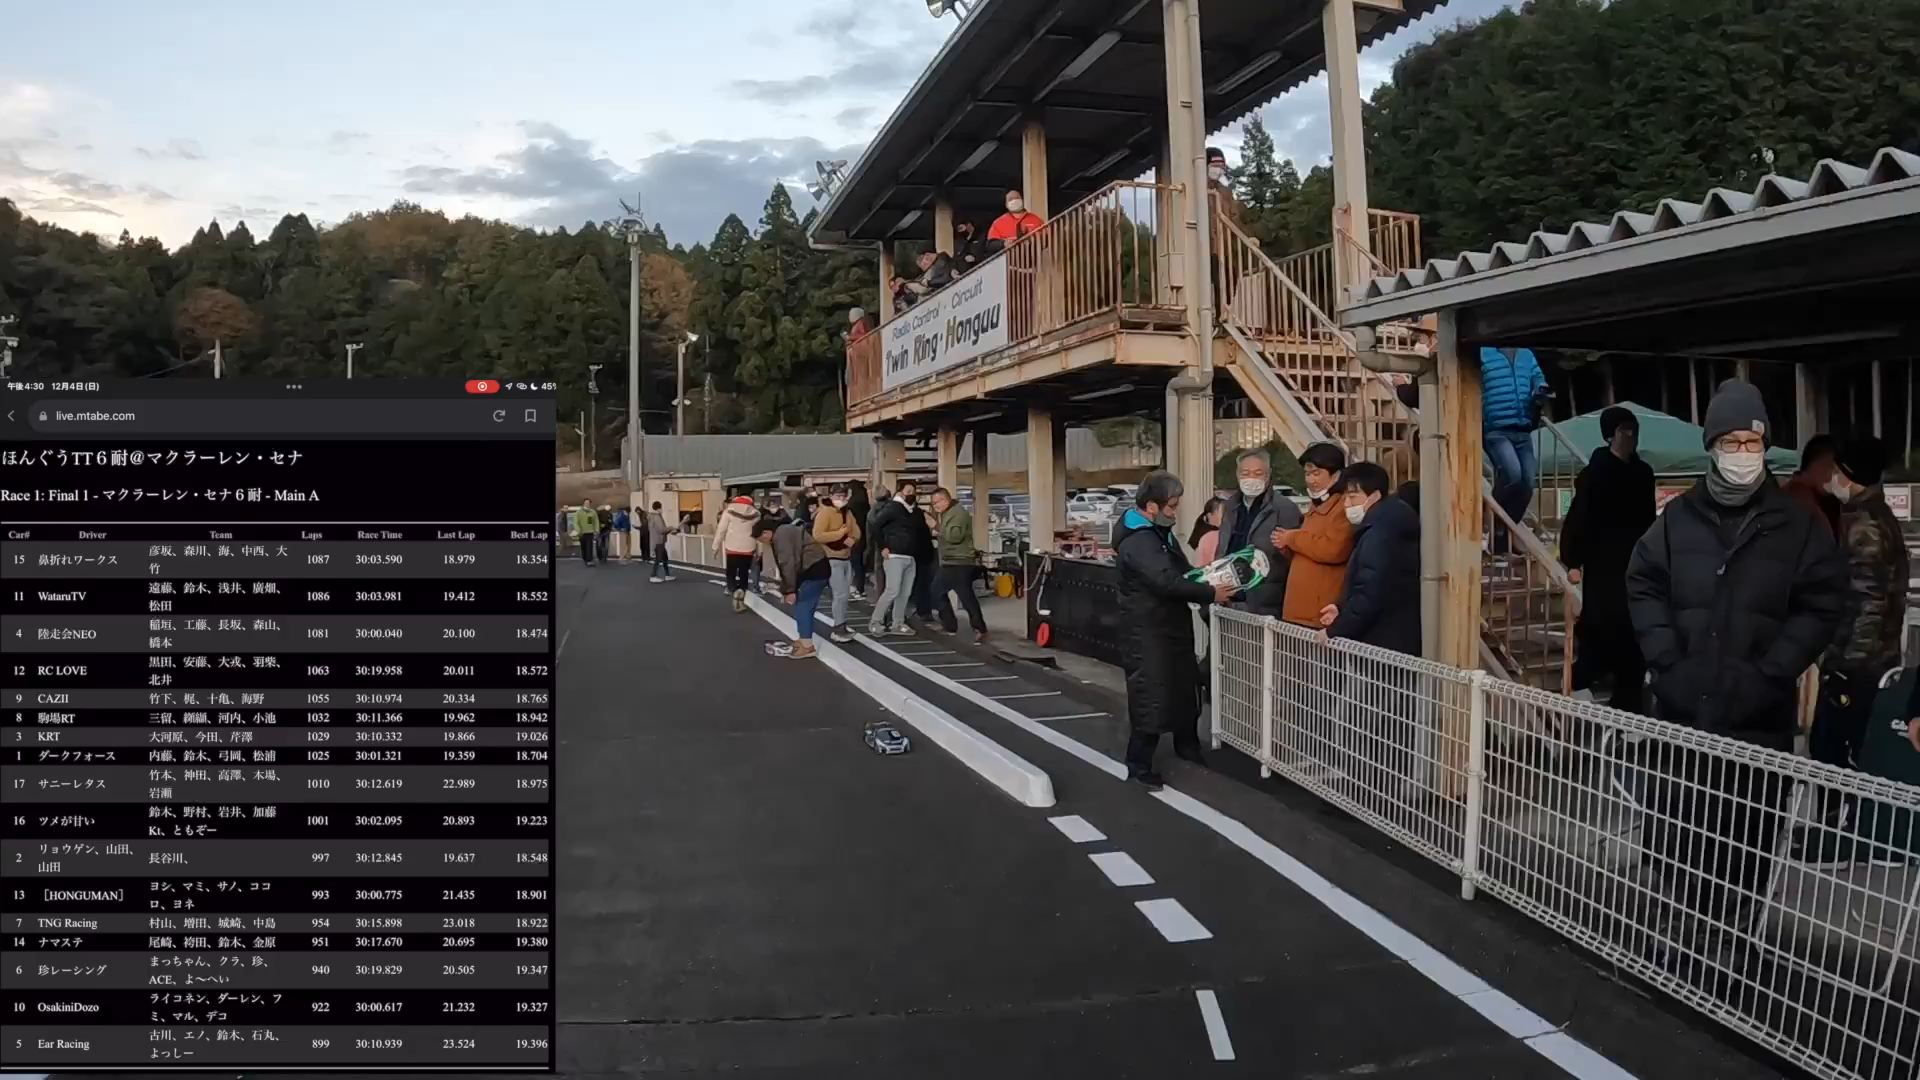 Radio Control・Circuit
Twin Ring・Honguu
午後4:30 12月4日(日)
45%
live.mtabe.com
ほんぐうTT６耐@マクラーレン・セナ
Race 1: Final 1 - マクラーレン・セナ６耐 - Main A
Car# Driver Team Laps Race Time Last Lap Best Lap
15 鼻折れワークス 彦坂、森川、海、中西、大竹 1087 30:03.590 18.979 18.354
11 WataruTV 遠藤、鈴木、浅井、廣畑、松田 1086 30:03.981 19.412 18.552
4 陸走会NEO 稲垣、工藤、長坂、森山、橋本 1081 30:00.040 20.100 18.474
12 RC LOVE 黒田、安藤、大戎、羽柴、北井 1063 30:19.958 20.011 18.572
9 CAZII 竹下、梶、十亀、海野 1055 30:10.974 20.334 18.765
8 駒場RT 三留、纐纈、河内、小池 1032 30:11.366 19.962 18.942
3 KRT 大河原、今田、芹澤 1029 30:10.332 19.866 19.026
1 ダークフォース 内藤、鈴木、弓岡、松浦 1025 30:01.321 19.359 18.704
17 サニーレタス 竹本、神田、高澤、木場、岩瀬 1010 30:12.619 22.989 18.975
16 ツメが甘い 鈴木、野村、岩井、加藤Kt、ともぞー 1001 30:02.095 20.893 19.223
2 リョウゲン、山田、山田 長谷川、 997 30:12.845 19.637 18.548
13 ［HONGUMAN］ ヨシ、マミ、サノ、ココロ、ヨネ 993 30:00.775 21.435 18.901
7 TNG Racing 村山、増田、城崎、中島 954 30:15.898 23.018 18.922
14 ナマステ 尾崎、袴田、鈴木、金原 951 30:17.670 20.695 19.380
6 珍レーシング まっちゃん、クラ、珍、ACE、よ〜へい 940 30:19.829 20.505 19.347
10 OsakiniDozo ライコネン、ダーレン、フミ、マル、デコ 922 30:00.617 21.232 19.327
5 Ear Racing 古川、エノ、鈴木、石丸、よっしー 899 30:10.939 23.524 19.396